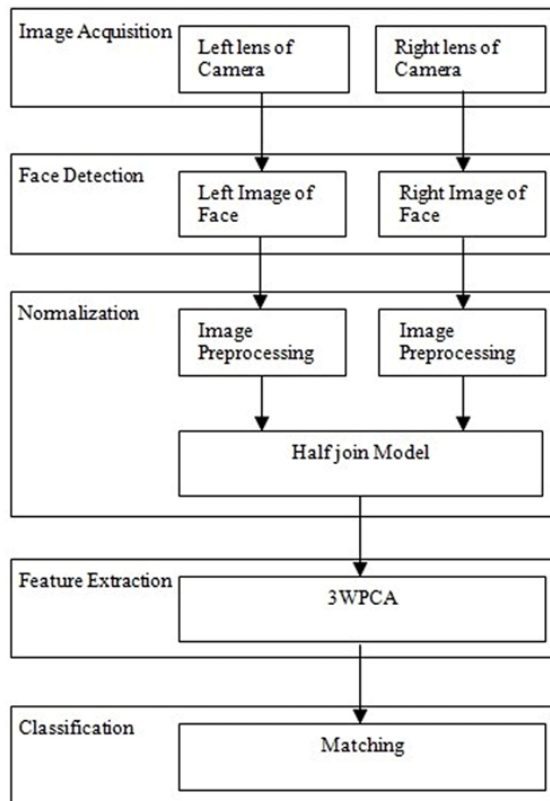 Image Acquisition
Left lens of
Camera
Right lens of
Camera
Face Detection
Left Image of
Face
Right Image of
Face
Normalization
Image
Preprocessing
Image
Preprocessing
Half join Model
Feature Extraction
3WPCA
Classification
Matching